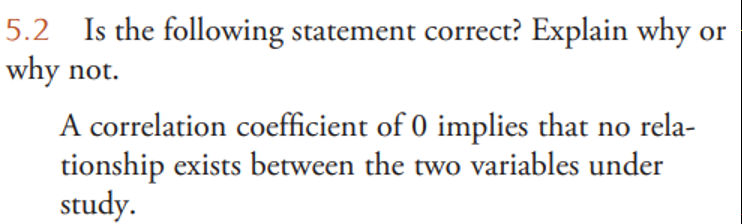 5.2 Is the following statement correct? Explain why or
why not.
A correlation coefficient of 0 implies that no rela-
tionship exists between the two variables under
study.